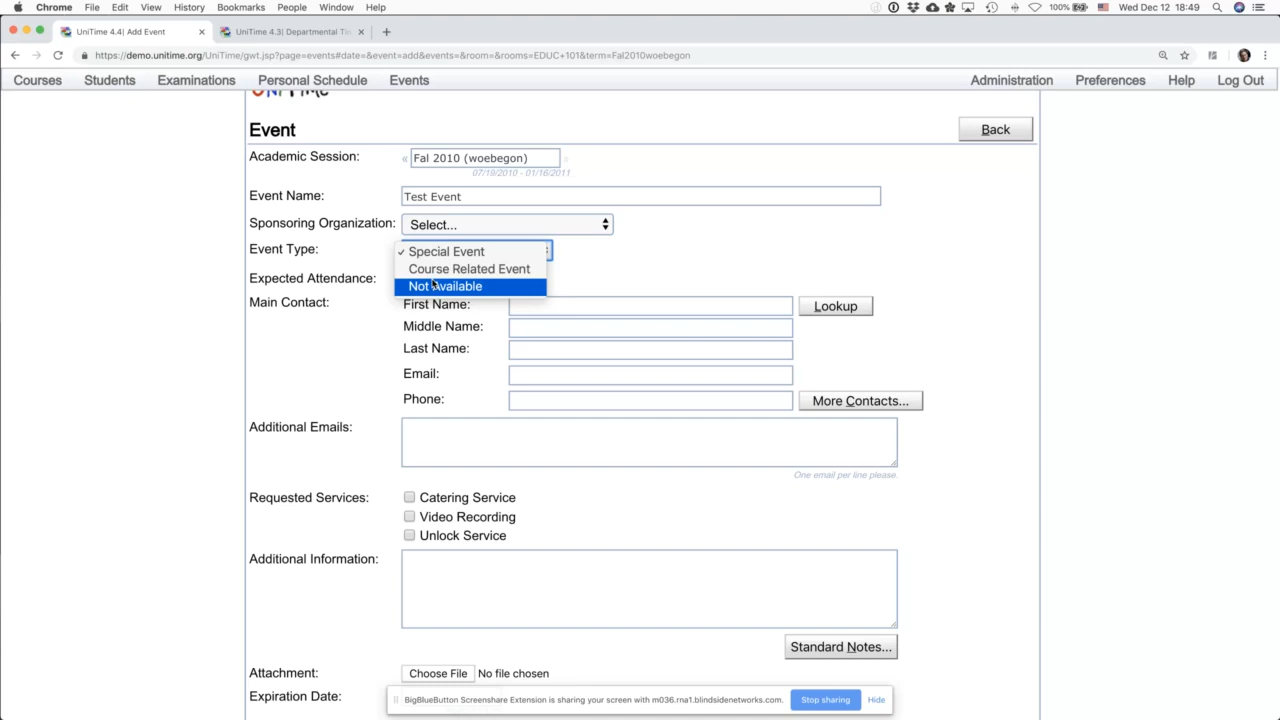 Chrome File Edit View History Bookmarks People Window Help 100% Wed Dec 12 18:49
UniTime 4.4| Add Event
UniTime 4.3| Departmental Ti
https://demo.unitime.org/UniTime/gwt.jsp?page=events#date=&event=add&events=&room=&rooms=EDUC+101&term=Fal2010woebegon
Courses Students Examinations Personal Schedule Events Administration Preferences Help Log Out
UniTime
Event Back
Academic Session: « Fal 2010 (woebegon) »
07/19/2010 - 01/16/2011
Event Name: Test Event
Sponsoring Organization: Select...
Event Type: ✓ Special Event
Course Related Event
Expected Attendance: Not Available
Main Contact: First Name: Lookup
Middle Name:
Last Name:
Email:
Phone: More Contacts...
Additional Emails:
One email per line please.
Requested Services: Catering Service
Video Recording
Unlock Service
Additional Information:
Standard Notes...
Attachment: Choose File No file chosen
Expiration Date:
BigBlueButton Screenshare Extension is sharing your screen with m036.rna1.blindsidenetworks.com. Stop sharing Hide